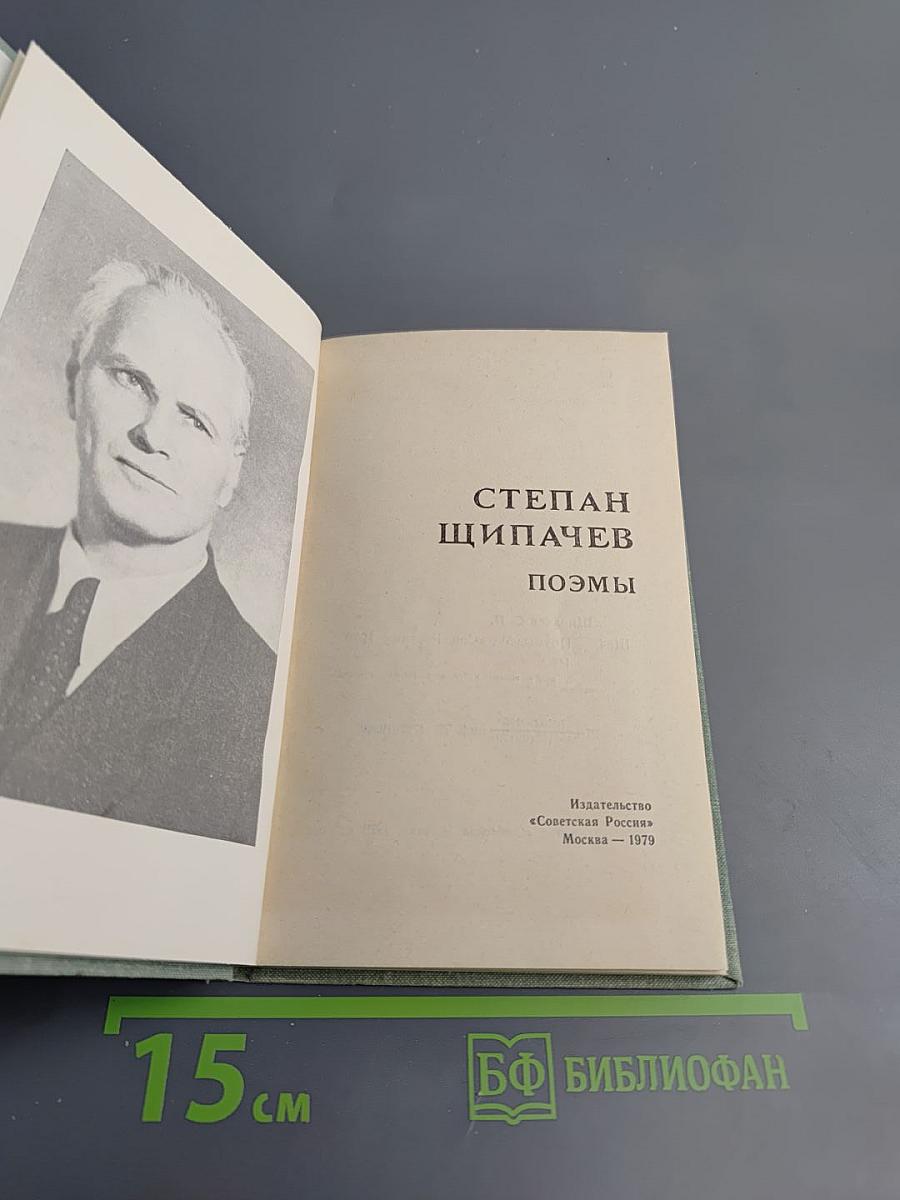 СТЕПАН
ЩИПАЧЕВ
ПОЭМЫ
Издательство
«Советская Россия»
Москва — 1979
15 см
БФ БИБЛИОФАН